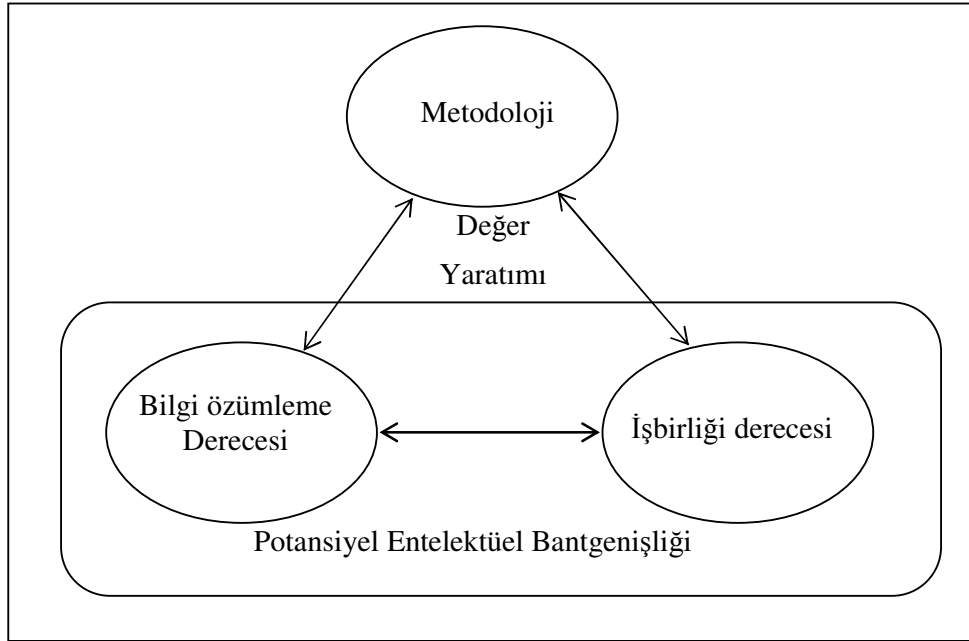 Metodoloji
Değer
Yaratımı
Bilgi özümleme
Derecesi
İşbirliği derecesi
Potansiyel Entelektüel Bantgenişliği